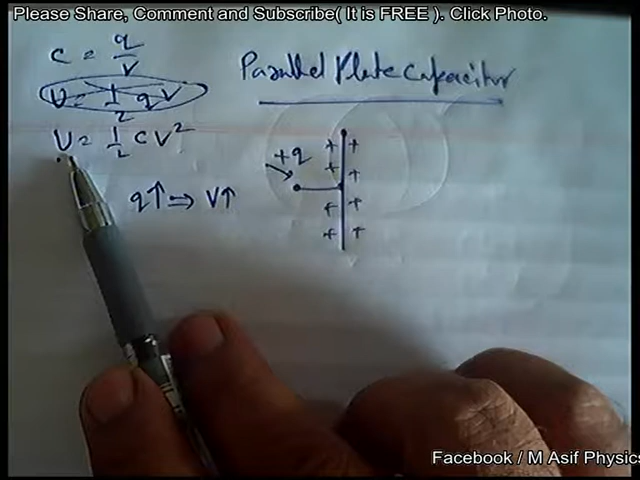 Please Share, Comment and Subscribe( It is FREE ). Click Photo.
C = q/V
Parallel Plate Capacitor
U = 1/2 qV
U = 1/2 CV²
+q
q↑ ⇒ V↑
+ +
+ +
+ +
+ +
Facebook / M Asif Physics